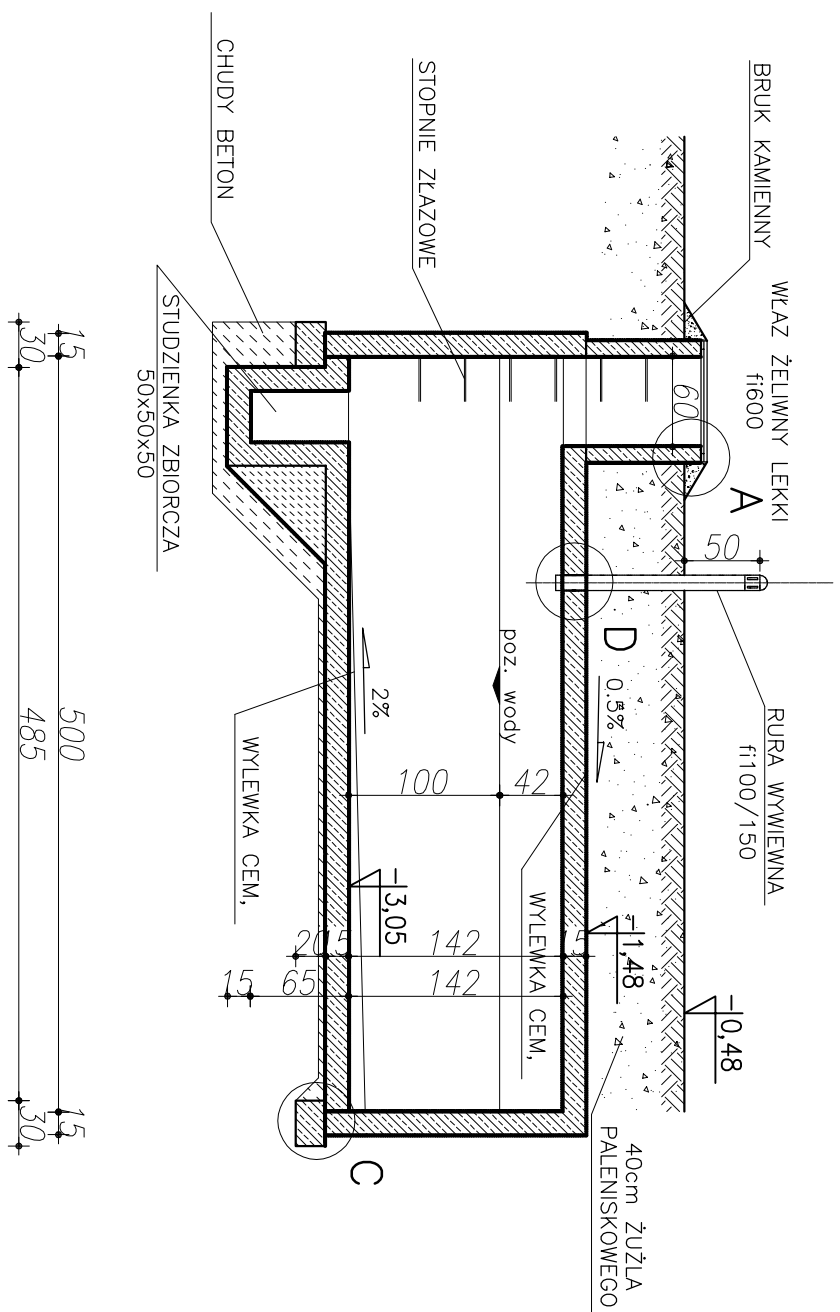 BRUK KAMIENNY
WŁAZ ŻELIWNY LEKKI
fi600
STOPNIE ZŁAZOWE
CHUDY BETON
STUDZIENKA ZBIORCZA
50x50x50
60
A
50
D
0.5%
RURA WYWIEWNA
fi100/150
poz. wody
2%
100
42
WYLEWKA CEM,
WYLEWKA CEM,
-3,05
-1,48
-0,48
20
15
142
15
15
65
142
40cm ŻUŻLA
PALENISKOWEGO
C
15
500
15
30
485
30